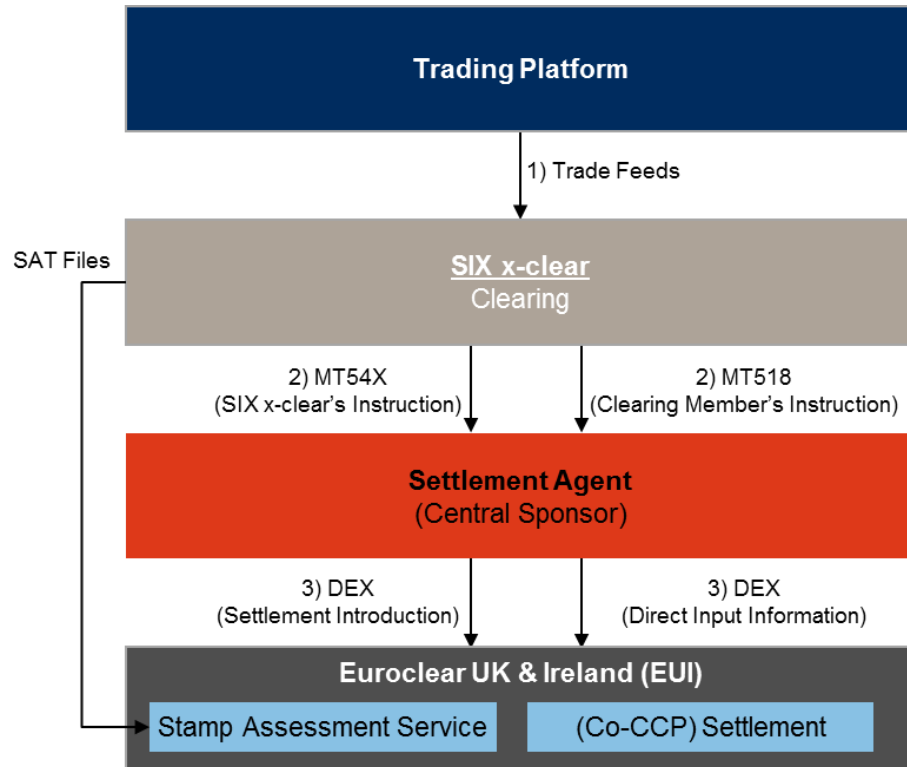 Trading Platform
1) Trade Feeds
SAT Files
SIX x-clear
Clearing
2) MT54X
(SIX x-clear's Instruction)
2) MT518
(Clearing Member's Instruction)
Settlement Agent
(Central Sponsor)
3) DEX
(Settlement Introduction)
3) DEX
(Direct Input Information)
Euroclear UK & Ireland (EUI)
Stamp Assessment Service
(Co-CCP) Settlement